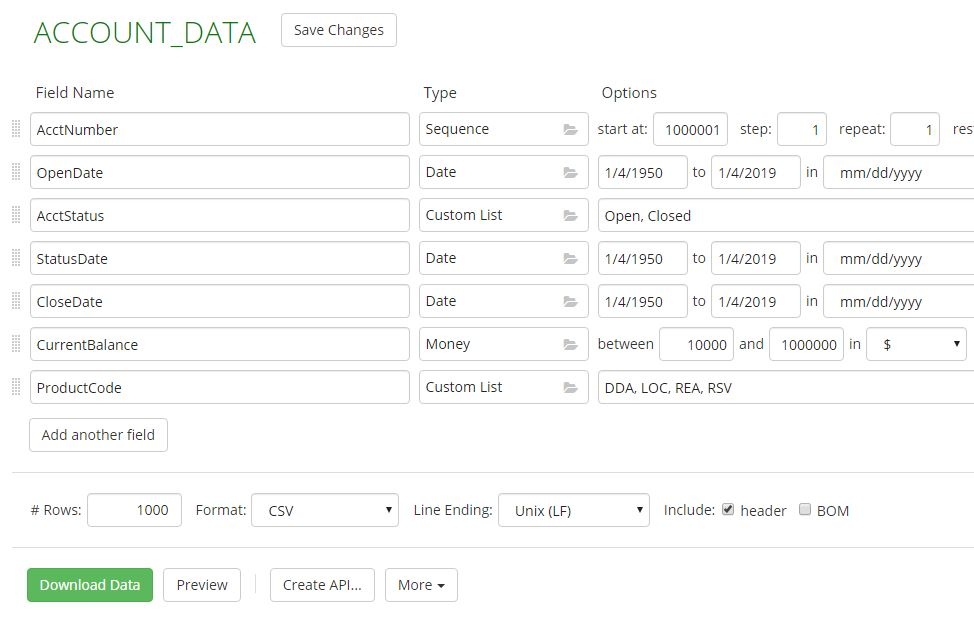 ACCOUNT_DATA Save Changes
Field Name Type Options
AcctNumber Sequence start at: 1000001 step: 1 repeat: 1 rest
OpenDate Date 1/4/1950 to 1/4/2019 in mm/dd/yyyy
AcctStatus Custom List Open, Closed
StatusDate Date 1/4/1950 to 1/4/2019 in mm/dd/yyyy
CloseDate Date 1/4/1950 to 1/4/2019 in mm/dd/yyyy
CurrentBalance Money between 10000 and 1000000 in $
ProductCode Custom List DDA, LOC, REA, RSV
Add another field
# Rows: 1000 Format: CSV Line Ending: Unix (LF) Include: header BOM
Download Data Preview Create API... More